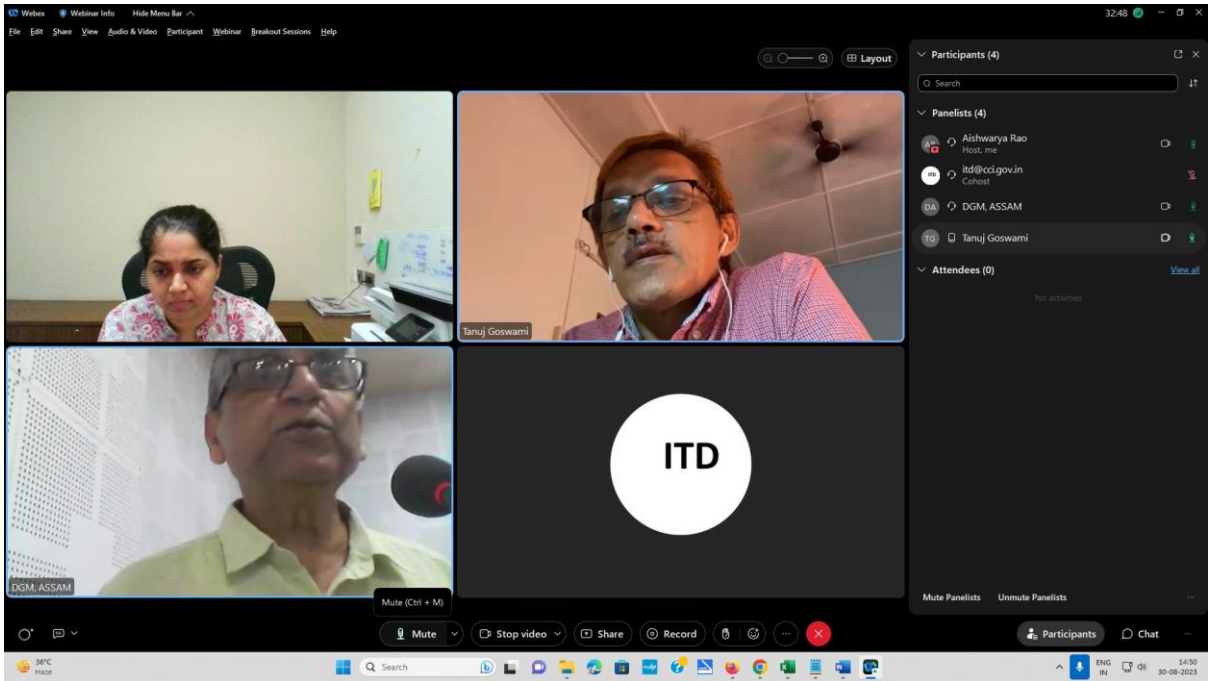 Webex Webinar Info Hide Menu Bar
32:48
File Edit Share View Audio & Video Participant Webinar Breakout Sessions Help
Layout
Participants (4)
Search
Panelists (4)
Aishwarya Rao
Host, me
itd@cci.gov.in
Cohost
DA DGM, ASSAM
TG Tanuj Goswami
Attendees (0) View all
No activities
Tanuj Goswami
ITD
DGM, ASSAM
Mute (Ctrl + M)
Mute Panelists Unmute Panelists
Mute Stop video Share Record
Participants Chat
36°C
Haze
Search
ENG
IN
14:50
30-08-2023